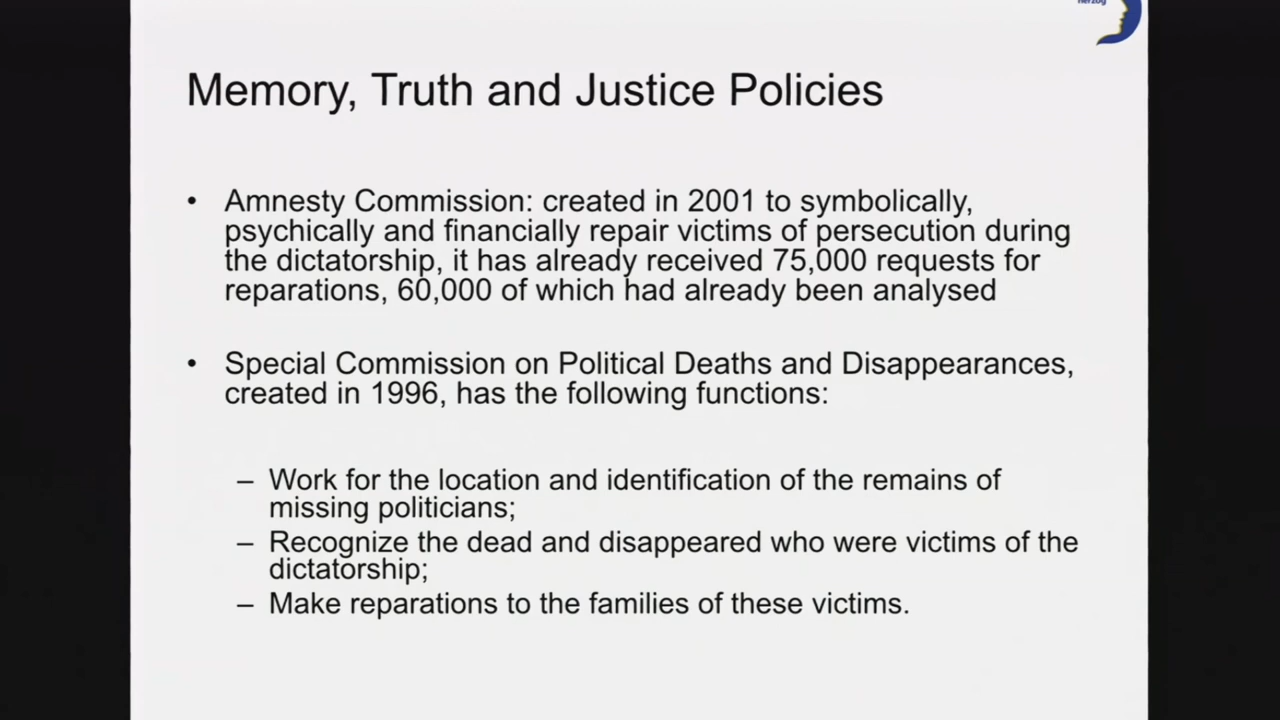 herzog
Memory, Truth and Justice Policies
• Amnesty Commission: created in 2001 to symbolically,
psychically and financially repair victims of persecution during
the dictatorship, it has already received 75,000 requests for
reparations, 60,000 of which had already been analysed
• Special Commission on Political Deaths and Disappearances,
created in 1996, has the following functions:
– Work for the location and identification of the remains of
missing politicians;
– Recognize the dead and disappeared who were victims of the
dictatorship;
– Make reparations to the families of these victims.